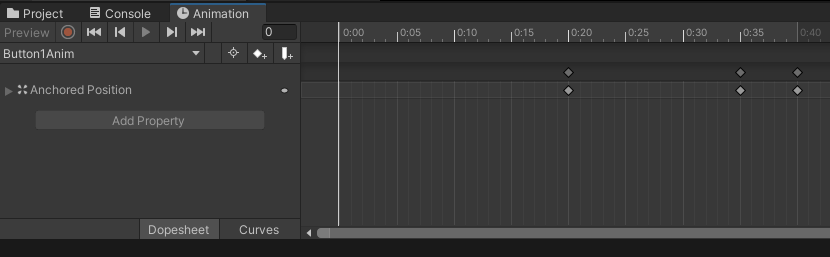 Project Console Animation
Preview 0 0:00 0:05 0:10 0:15 0:20 0:25 0:30 0:35 0:40
Button1Anim
Anchored Position
Add Property
Dopesheet Curves